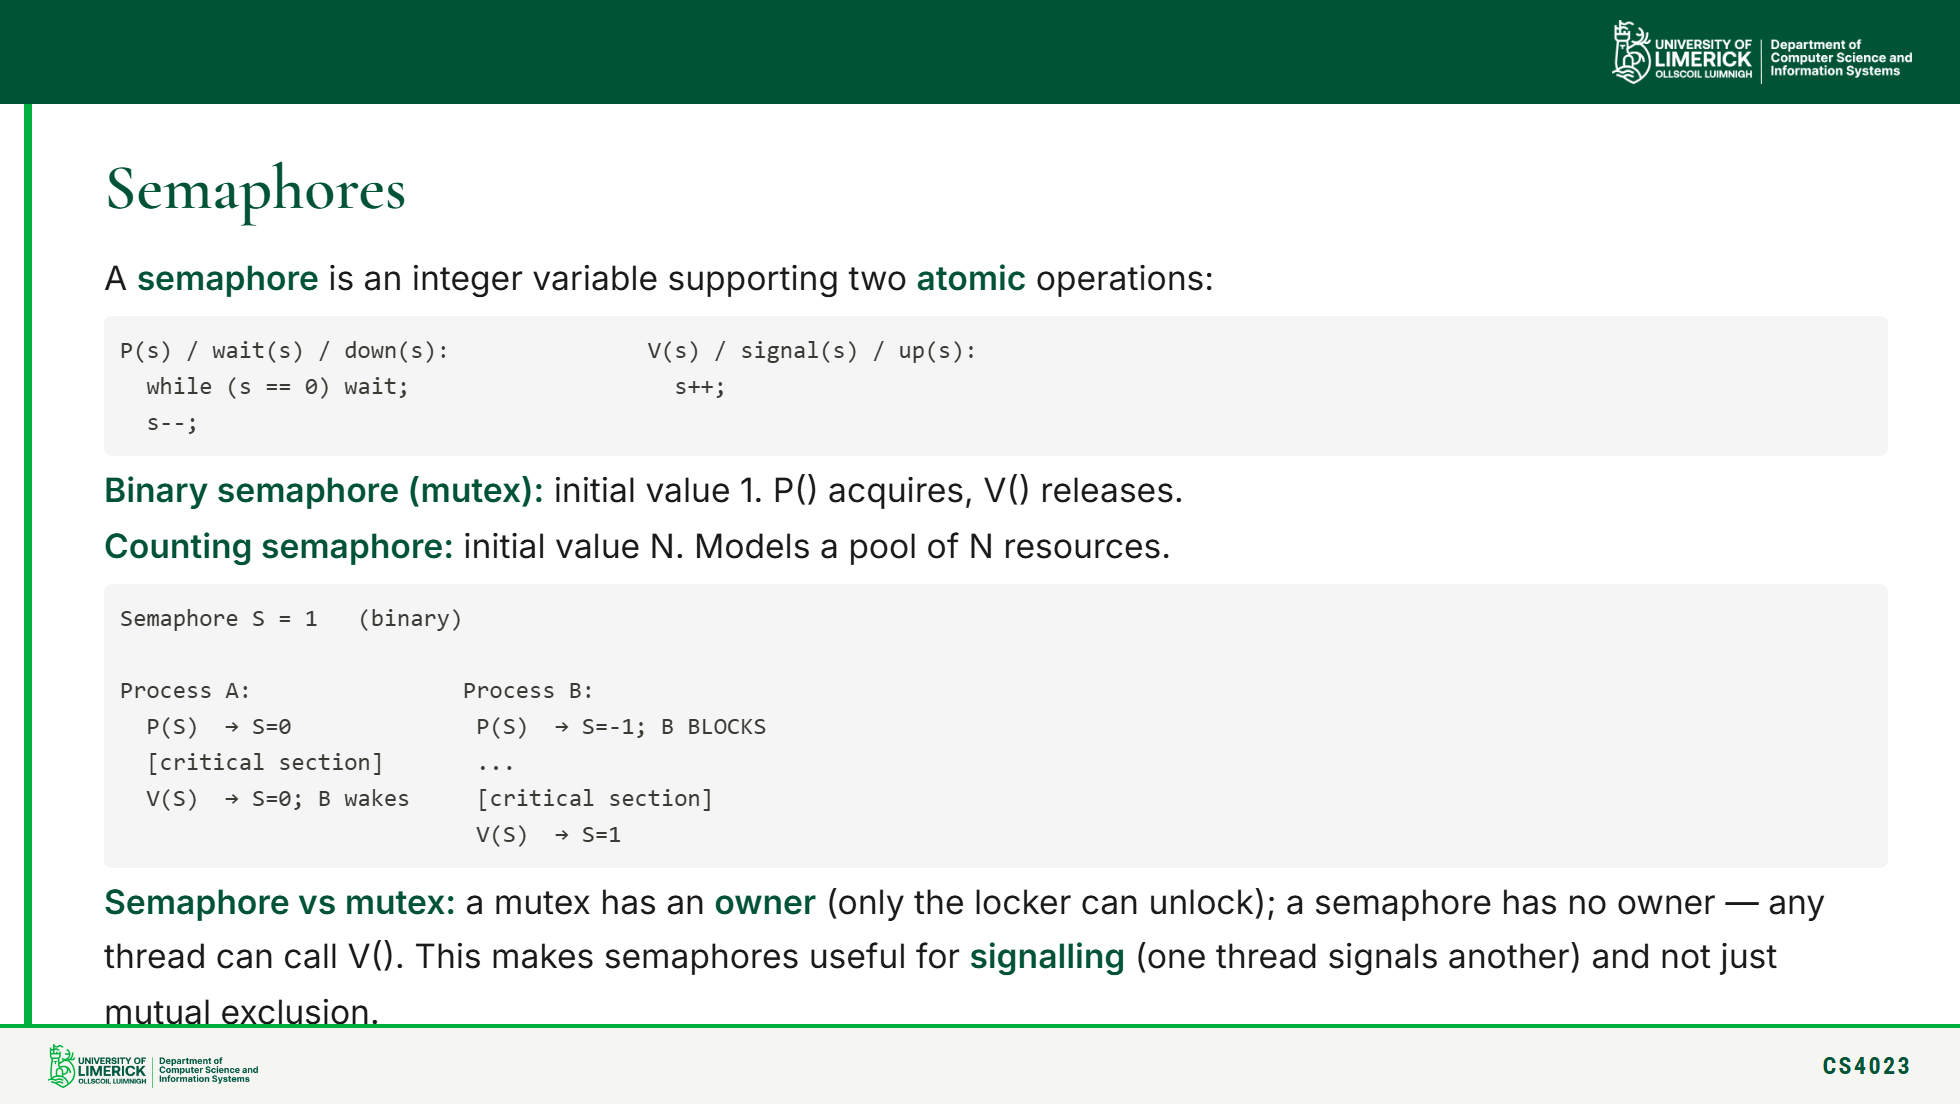 UNIVERSITY OF
LIMERICK
OLLSCOIL LUIMNIGH
Department of
Computer Science and
Information Systems
Semaphores
A semaphore is an integer variable supporting two atomic operations:
P(s) / wait(s) / down(s):               V(s) / signal(s) / up(s):
  while (s == 0) wait;                    s++;
  s--;
Binary semaphore (mutex): initial value 1. P() acquires, V() releases.
Counting semaphore: initial value N. Models a pool of N resources.
Semaphore S = 1   (binary)
Process A:                Process B:
  P(S)  → S=0              P(S)  → S=-1; B BLOCKS
  [critical section]       ...
  V(S)  → S=0; B wakes     [critical section]
                           V(S)  → S=1
Semaphore vs mutex: a mutex has an owner (only the locker can unlock); a semaphore has no owner — any
thread can call V(). This makes semaphores useful for signalling (one thread signals another) and not just
mutual exclusion.
UNIVERSITY OF
LIMERICK
OLLSCOIL LUIMNIGH
Department of
Computer Science and
Information Systems
CS4023